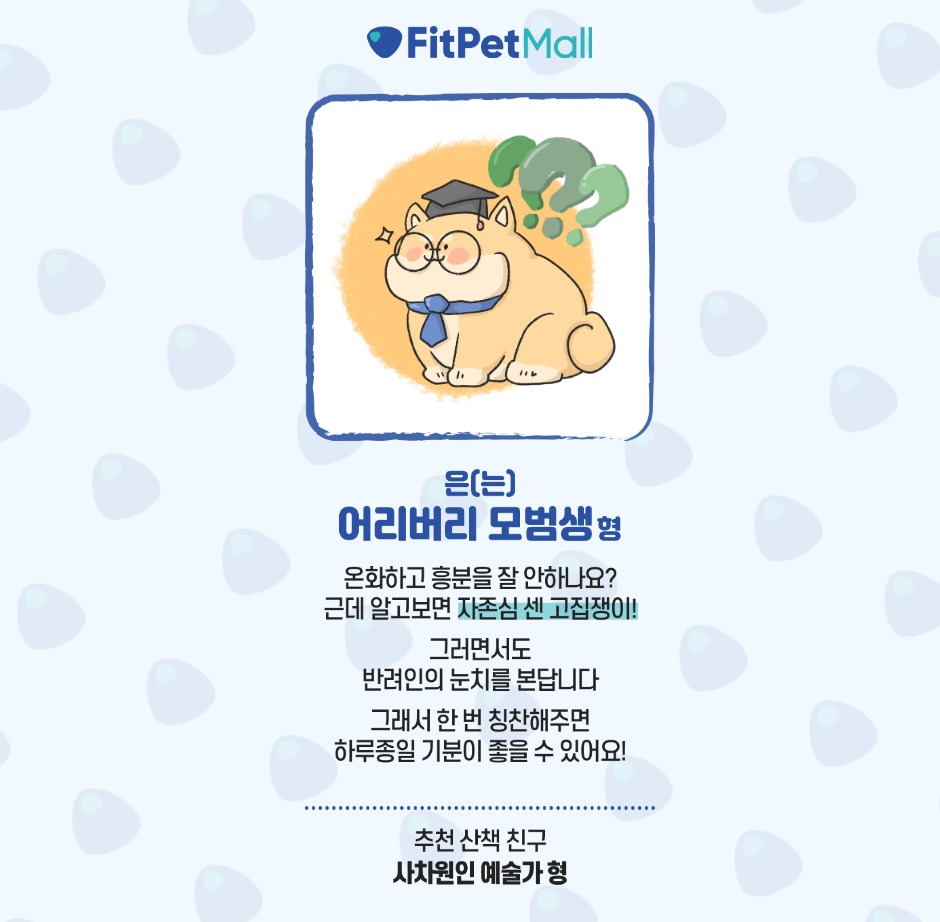 FitPetMall
???
은(는)
어리버리 모범생 형
온화하고 흥분을 잘 안하나요?
근데 알고보면 자존심 센 고집쟁이!
그러면서도
반려인의 눈치를 본답니다
그래서 한 번 칭찬해주면
하루종일 기분이 좋을 수 있어요!
추천 산책 친구
사차원인 예술가 형